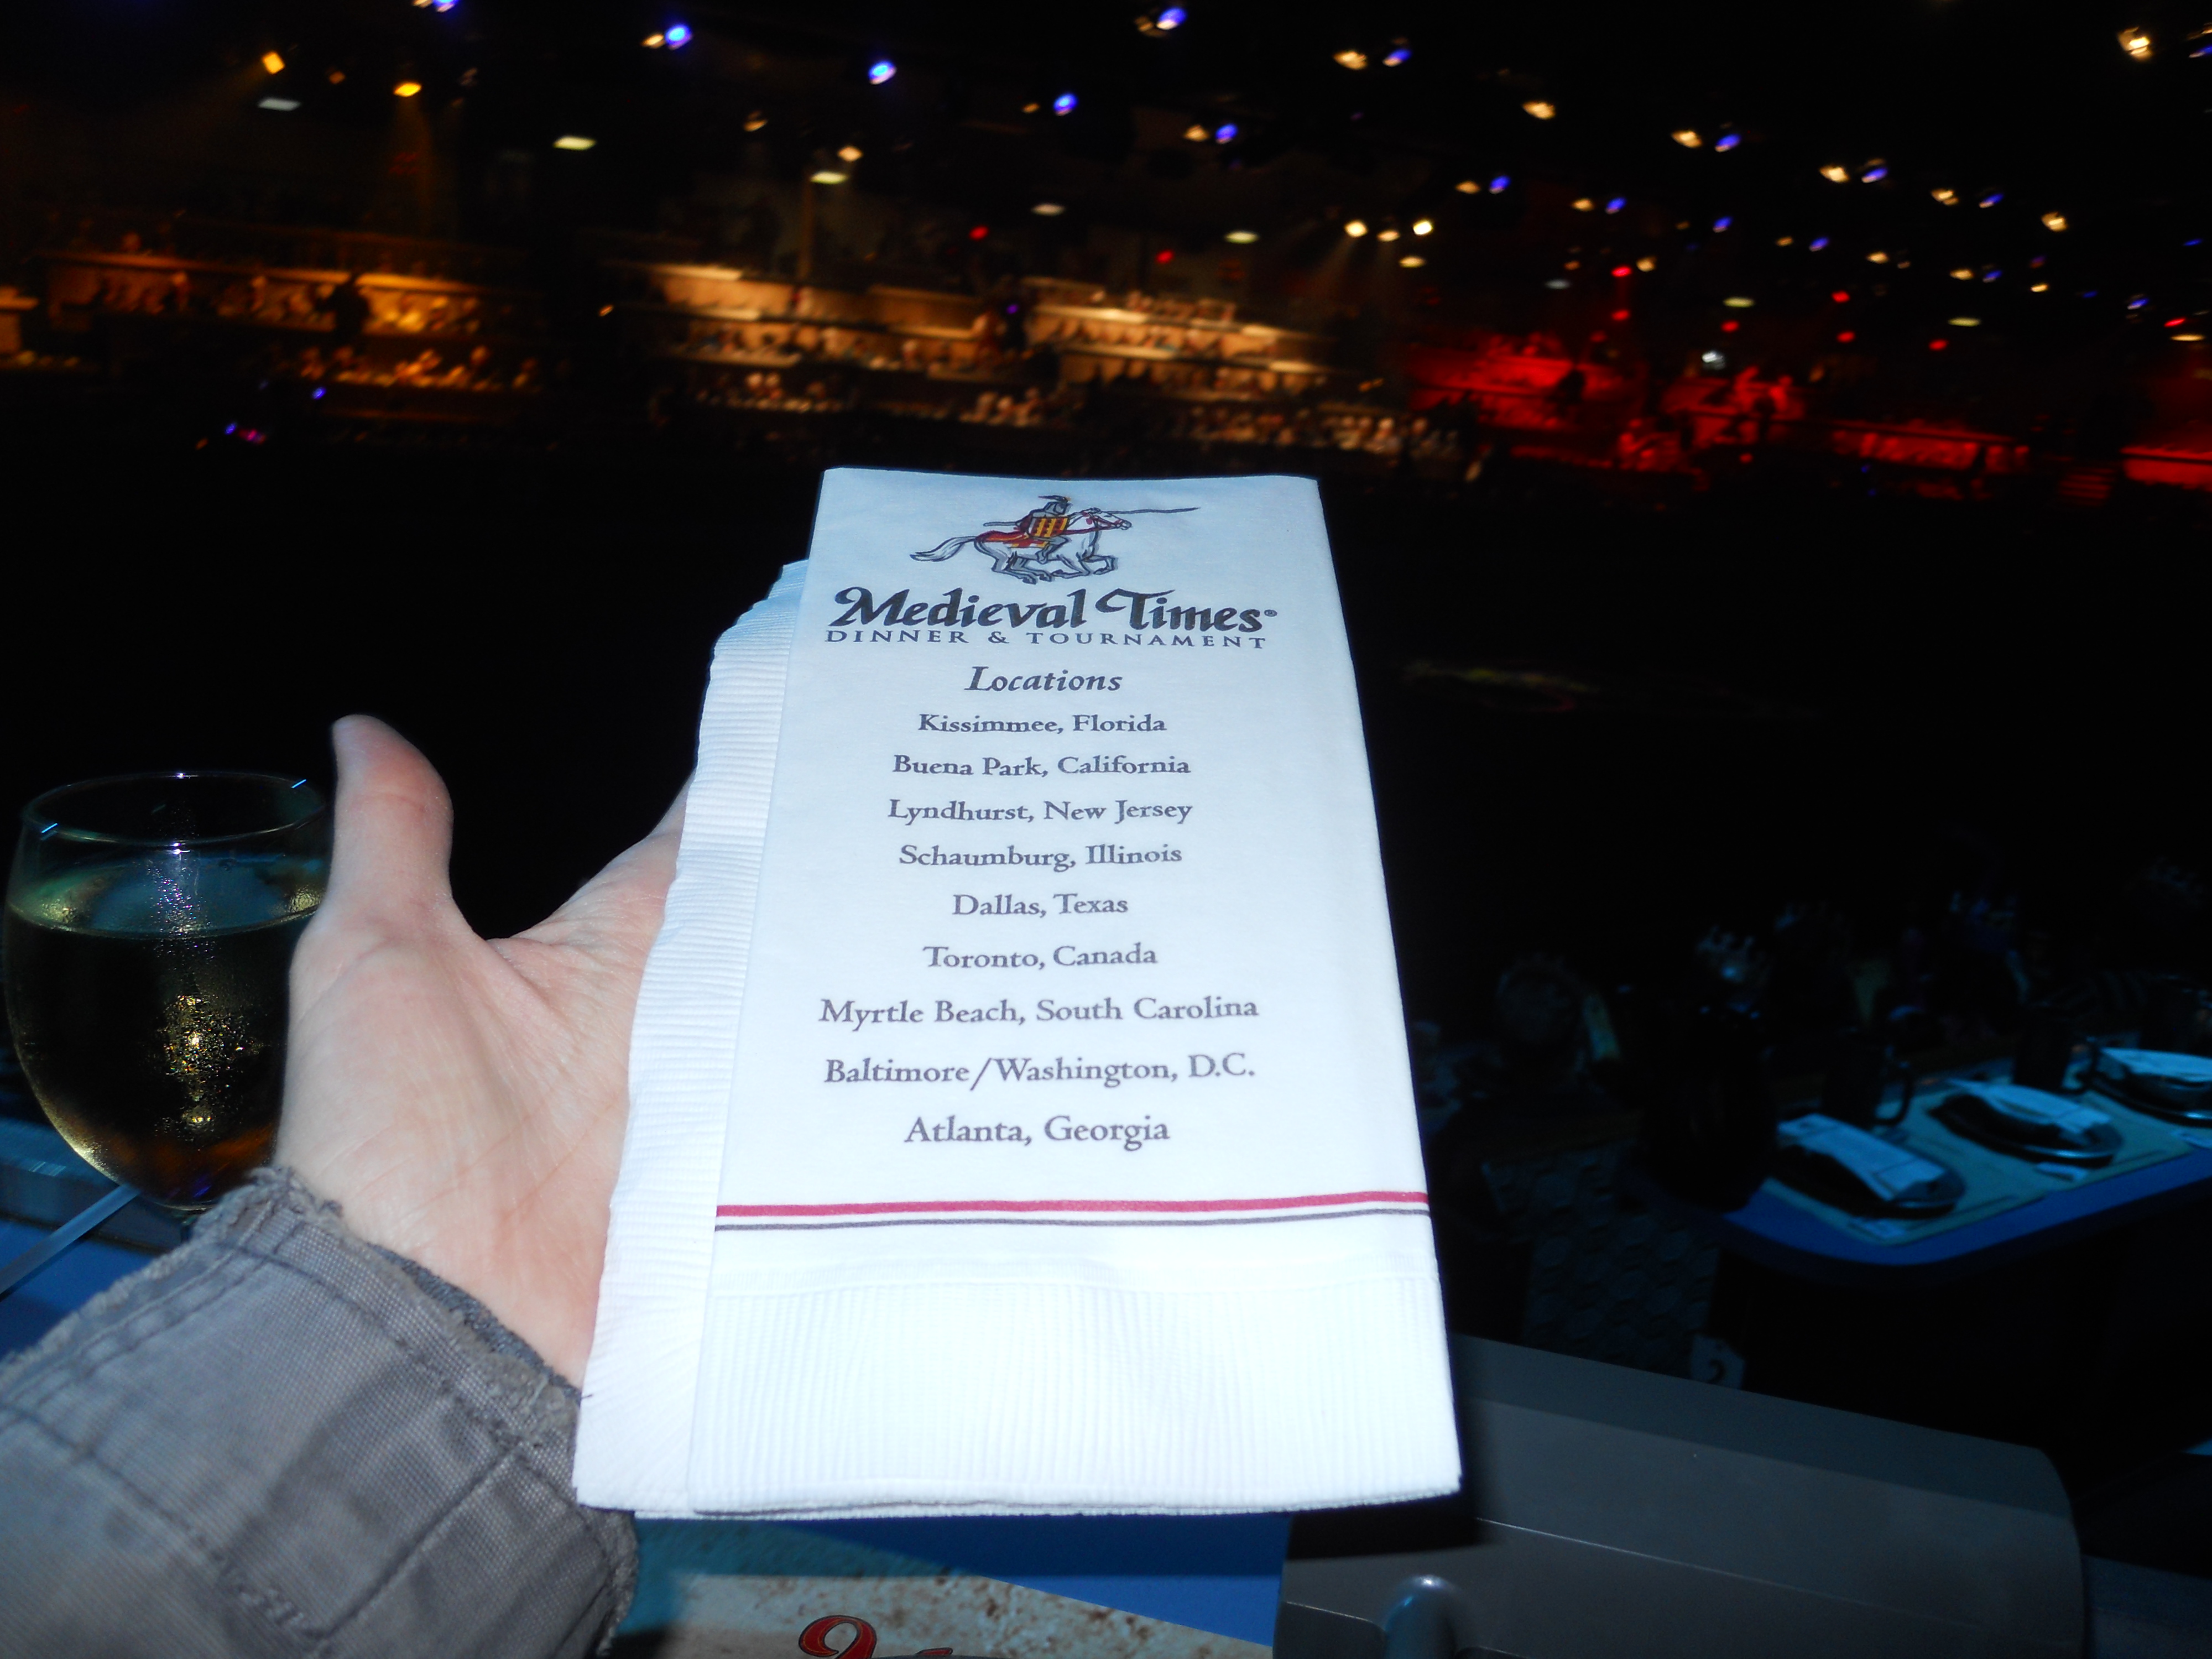 Medieval Times®
DINNER & TOURNAMENT
Locations
Kissimmee, Florida
Buena Park, California
Lyndhurst, New Jersey
Schaumburg, Illinois
Dallas, Texas
Toronto, Canada
Myrtle Beach, South Carolina
Baltimore/Washington, D.C.
Atlanta, Georgia